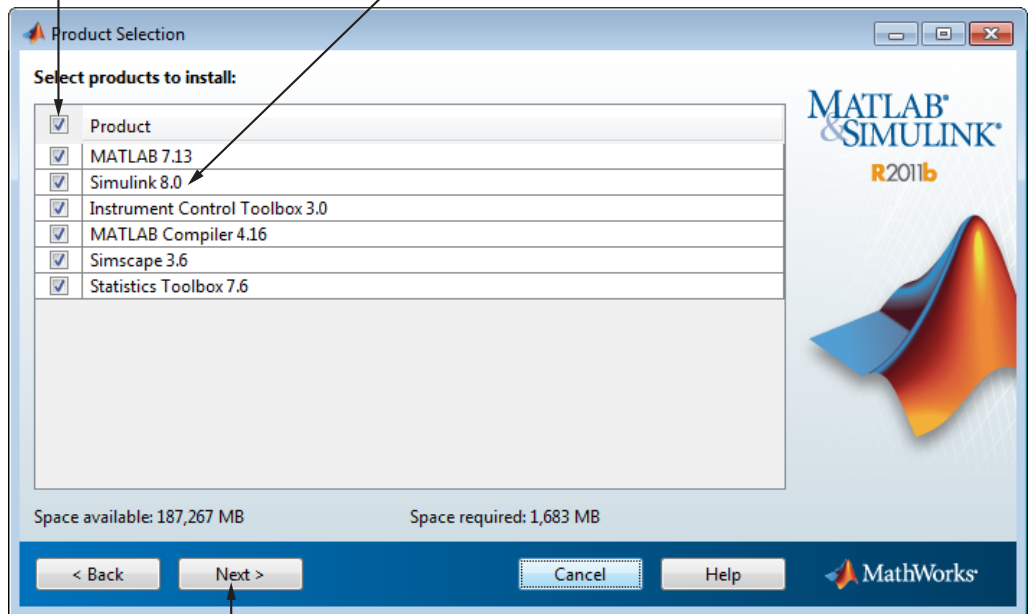 Product Selection
Select products to install:
MATLAB®
&SIMULINK®
R2011b
Product
MATLAB 7.13
Simulink 8.0
Instrument Control Toolbox 3.0
MATLAB Compiler 4.16
Simscape 3.6
Statistics Toolbox 7.6
Space available: 187,267 MB Space required: 1,683 MB
< Back Next > Cancel Help MathWorks®